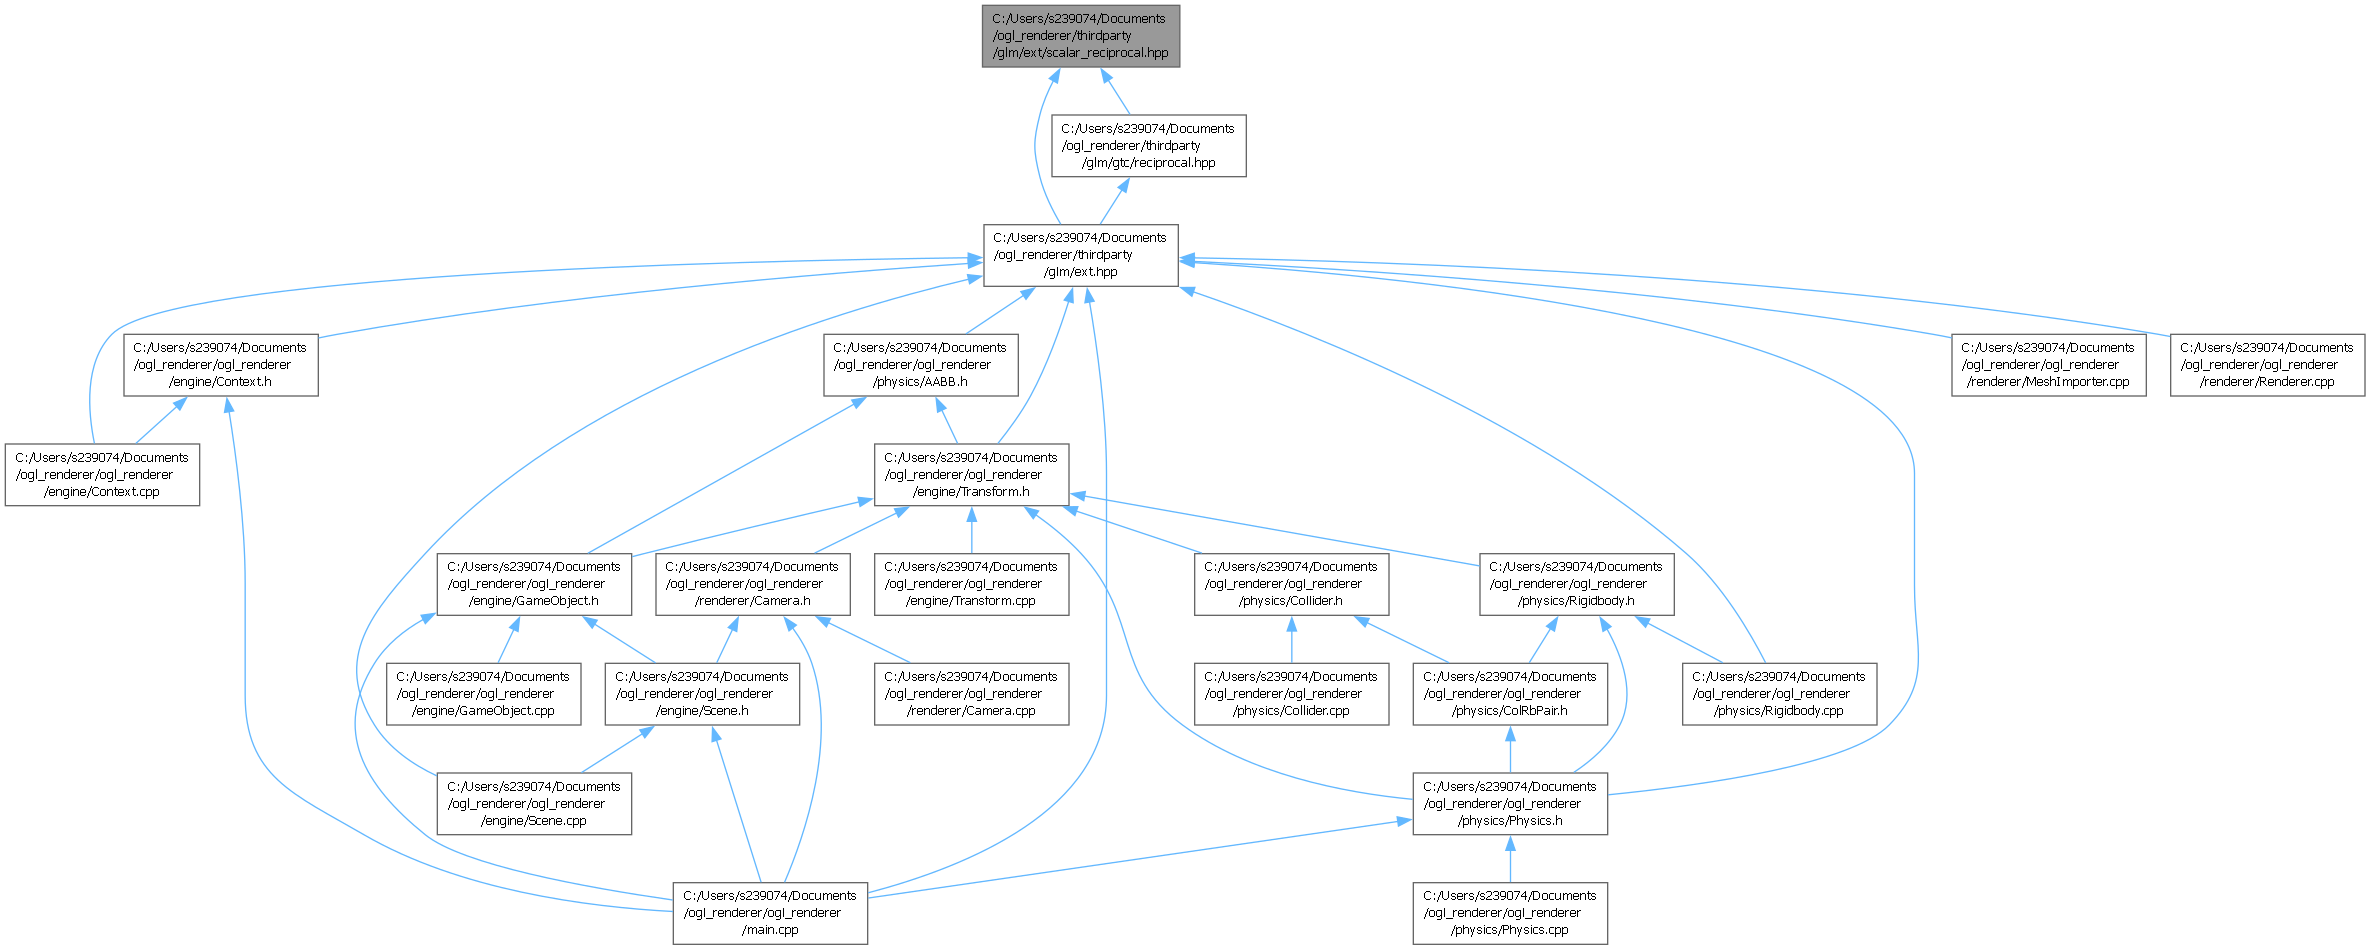 C:/Users/s239074/Documents
/ogl_renderer/thirdparty
/glm/ext/scalar_reciprocal.hpp
C:/Users/s239074/Documents
/ogl_renderer/thirdparty
/glm/gtc/reciprocal.hpp
C:/Users/s239074/Documents
/ogl_renderer/thirdparty
/glm/ext.hpp
C:/Users/s239074/Documents
/ogl_renderer/ogl_renderer
/engine/Context.h
C:/Users/s239074/Documents
/ogl_renderer/ogl_renderer
/physics/AABB.h
C:/Users/s239074/Documents
/ogl_renderer/ogl_renderer
/renderer/MeshImporter.cpp
C:/Users/s239074/Documents
/ogl_renderer/ogl_renderer
/renderer/Renderer.cpp
C:/Users/s239074/Documents
/ogl_renderer/ogl_renderer
/engine/Context.cpp
C:/Users/s239074/Documents
/ogl_renderer/ogl_renderer
/engine/Transform.h
C:/Users/s239074/Documents
/ogl_renderer/ogl_renderer
/engine/GameObject.h
C:/Users/s239074/Documents
/ogl_renderer/ogl_renderer
/renderer/Camera.h
C:/Users/s239074/Documents
/ogl_renderer/ogl_renderer
/engine/Transform.cpp
C:/Users/s239074/Documents
/ogl_renderer/ogl_renderer
/physics/Collider.h
C:/Users/s239074/Documents
/ogl_renderer/ogl_renderer
/physics/Rigidbody.h
C:/Users/s239074/Documents
/ogl_renderer/ogl_renderer
/engine/GameObject.cpp
C:/Users/s239074/Documents
/ogl_renderer/ogl_renderer
/engine/Scene.h
C:/Users/s239074/Documents
/ogl_renderer/ogl_renderer
/renderer/Camera.cpp
C:/Users/s239074/Documents
/ogl_renderer/ogl_renderer
/physics/Collider.cpp
C:/Users/s239074/Documents
/ogl_renderer/ogl_renderer
/physics/ColRbPair.h
C:/Users/s239074/Documents
/ogl_renderer/ogl_renderer
/physics/Rigidbody.cpp
C:/Users/s239074/Documents
/ogl_renderer/ogl_renderer
/engine/Scene.cpp
C:/Users/s239074/Documents
/ogl_renderer/ogl_renderer
/physics/Physics.h
C:/Users/s239074/Documents
/ogl_renderer/ogl_renderer
/main.cpp
C:/Users/s239074/Documents
/ogl_renderer/ogl_renderer
/physics/Physics.cpp